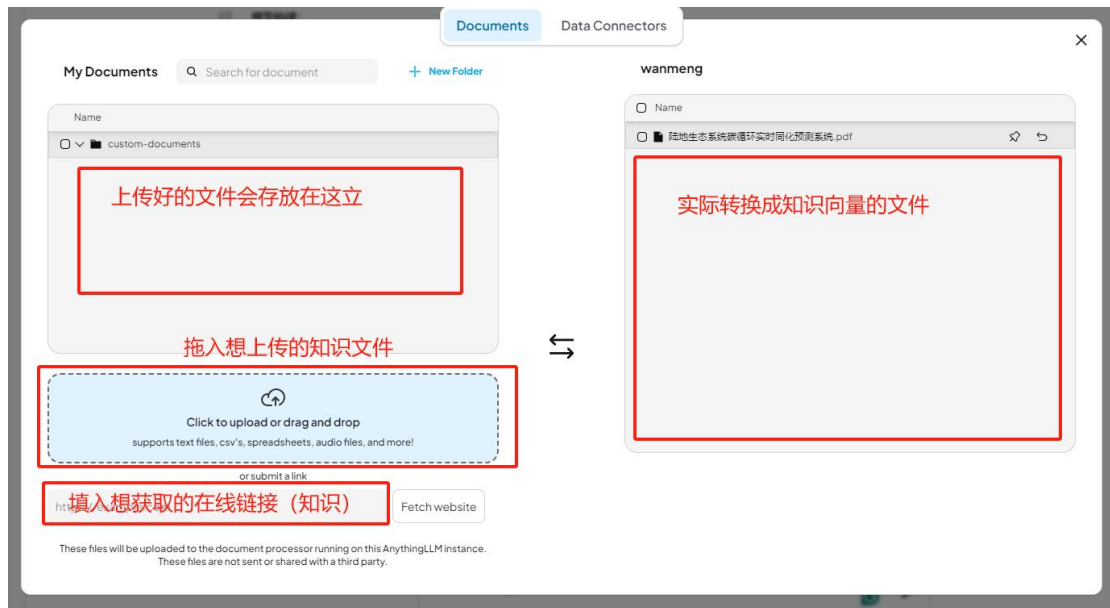 Documents
Data Connectors
My Documents
Search for document
New Folder
Name
custom-documents
上传好的文件会存放在这立
拖入想上传的知识文件
Click to upload or drag and drop
supports text files, csv's, spreadsheets, audio files, and more!
or submit a link
填入想获取的在线链接（知识）
Fetch website
These files will be uploaded to the document processor running on this AnythingLLM instance.
These files are not sent or shared with a third party.
wanmeng
Name
陆地生态系统碳循环实时同化预测系统.pdf
实际转换成知识向量的文件